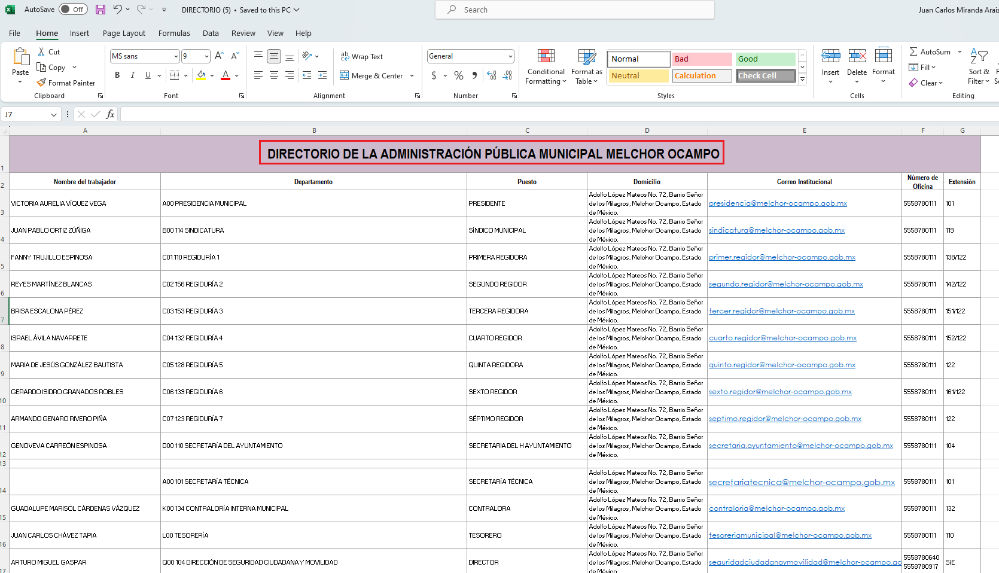 AutoSave Off DIRECTORIO (5) • Saved to this PC Search Juan Carlos Miranda
File Home Insert Page Layout Formulas Data Review View Help
Paste Cut Copy Format Painter Clipboard
MS sans 9 A A B I U A Font
ab Wrap Text Merge & Center Alignment
General $ % 9 Number
Conditional Formatting Format as Table Normal Bad Good Neutral Calculation Check Cell Styles
Insert Delete Format Cells
AutoSum Fill Clear Sort & Filter Editing
J7 fx
A B C D E F G
1 DIRECTORIO DE LA ADMINISTRACIÓN PÚBLICA MUNICIPAL MELCHOR OCAMPO
2 Nombre del trabajador Departamento Puesto Domicilio Correo Institucional Número de Oficina Extensión
3 VICTORIA AURELIA VÍQUEZ VEGA A00 PRESIDENCIA MUNICIPAL PRESIDENTE Adolfo López Mateos No. 72, Barrio Señor de los Milagros, Melchor Ocampo, Estado de México. presidencia@melchor-ocampo.gob.mx 5558780111 101
4 JUAN PABLO ORTIZ ZÚÑIGA B00 114 SINDICATURA SÍNDICO MUNICIPAL Adolfo López Mateos No. 72, Barrio Señor de los Milagros, Melchor Ocampo, Estado de México. sindicatura@melchor-ocampo.gob.mx 5558780111 119
5 FANNY TRUJILLO ESPINOSA C01 110 REGIDURÍA 1 PRIMERA REGIDORA Adolfo López Mateos No. 72, Barrio Señor de los Milagros, Melchor Ocampo, Estado de México. primer.regidor@melchor-ocampo.gob.mx 5558780111 138/122
6 REYES MARTÍNEZ BLANCAS C02 156 REGIDURÍA 2 SEGUNDO REGIDOR Adolfo López Mateos No. 72, Barrio Señor de los Milagros, Melchor Ocampo, Estado de México. segundo.regidor@melchor-ocampo.gob.mx 5558780111 142/122
7 BRISA ESCALONA PÉREZ C03 153 REGIDURÍA 3 TERCERA REGIDORA Adolfo López Mateos No. 72, Barrio Señor de los Milagros, Melchor Ocampo, Estado de México. tercer.regidor@melchor-ocampo.gob.mx 5558780111 151/122
8 ISRAEL ÁVILA NAVARRETE C04 132 REGIDURÍA 4 CUARTO REGIDOR Adolfo López Mateos No. 72, Barrio Señor de los Milagros, Melchor Ocampo, Estado de México. cuarto.regidor@melchor-ocampo.gob.mx 5558780111 152/122
9 MARIA DE JESÚS GONZÁLEZ BAUTISTA C05 128 REGIDURÍA 5 QUINTA REGIDORA Adolfo López Mateos No. 72, Barrio Señor de los Milagros, Melchor Ocampo, Estado de México. quinto.regidor@melchor-ocampo.gob.mx 5558780111 122
10 GERARDO ISIDRO GRANADOS ROBLES C06 139 REGIDURÍA 6 SEXTO REGIDOR Adolfo López Mateos No. 72, Barrio Señor de los Milagros, Melchor Ocampo, Estado de México. sexto.regidor@melchor-ocampo.gob.mx 5558780111 161/122
11 ARMANDO GENARO RIVERO PIÑA C07 123 REGIDURÍA 7 SÉPTIMO REGIDOR Adolfo López Mateos No. 72, Barrio Señor de los Milagros, Melchor Ocampo, Estado de México. septimo.regidor@melchor-ocampo.gob.mx 5558780111 122
12 GENOVEVA CARREÓN ESPINOSA D00 110 SECRETARÍA DEL AYUNTAMIENTO SECRETARIA DEL H AYUNTAMIENTO Adolfo López Mateos No. 72, Barrio Señor de los Milagros, Melchor Ocampo, Estado de México. secretaria.ayuntamiento@melchor-ocampo.gob.mx 5558780111 104
13
14 A00 101 SECRETARÍA TÉCNICA SECRETARÍA TÉCNICA Adolfo López Mateos No. 72, Barrio Señor de los Milagros, Melchor Ocampo, Estado de México. secretariatecnica@melchor-ocampo.gob.mx 5558780111 101
15 GUADALUPE MARISOL CÁRDENAS VÁZQUEZ K00 134 CONTRALORÍA INTERNA MUNICIPAL CONTRALORA Adolfo López Mateos No. 72, Barrio Señor de los Milagros, Melchor Ocampo, Estado de México. contraloria@melchor-ocampo.gob.mx 5558780111 132
16 JUAN CARLOS CHÁVEZ TAPIA L00 TESORERÍA TESORERO Adolfo López Mateos No. 72, Barrio Señor de los Milagros, Melchor Ocampo, Estado de México. tesoreriamunicipal@melchor-ocampo.gob.mx 5558780111 110
17 ARTURO MIGUEL GASPAR Q00 104 DIRECCIÓN DE SEGURIDAD CIUDADANA Y MOVILIDAD DIRECTOR Adolfo López Mateos No. 72, Barrio Señor de los Milagros, Melchor Ocampo, Estado de México. seguridadciudadanaymovilidad@melchor-ocampo.go 5558780640 5558780917 S/E